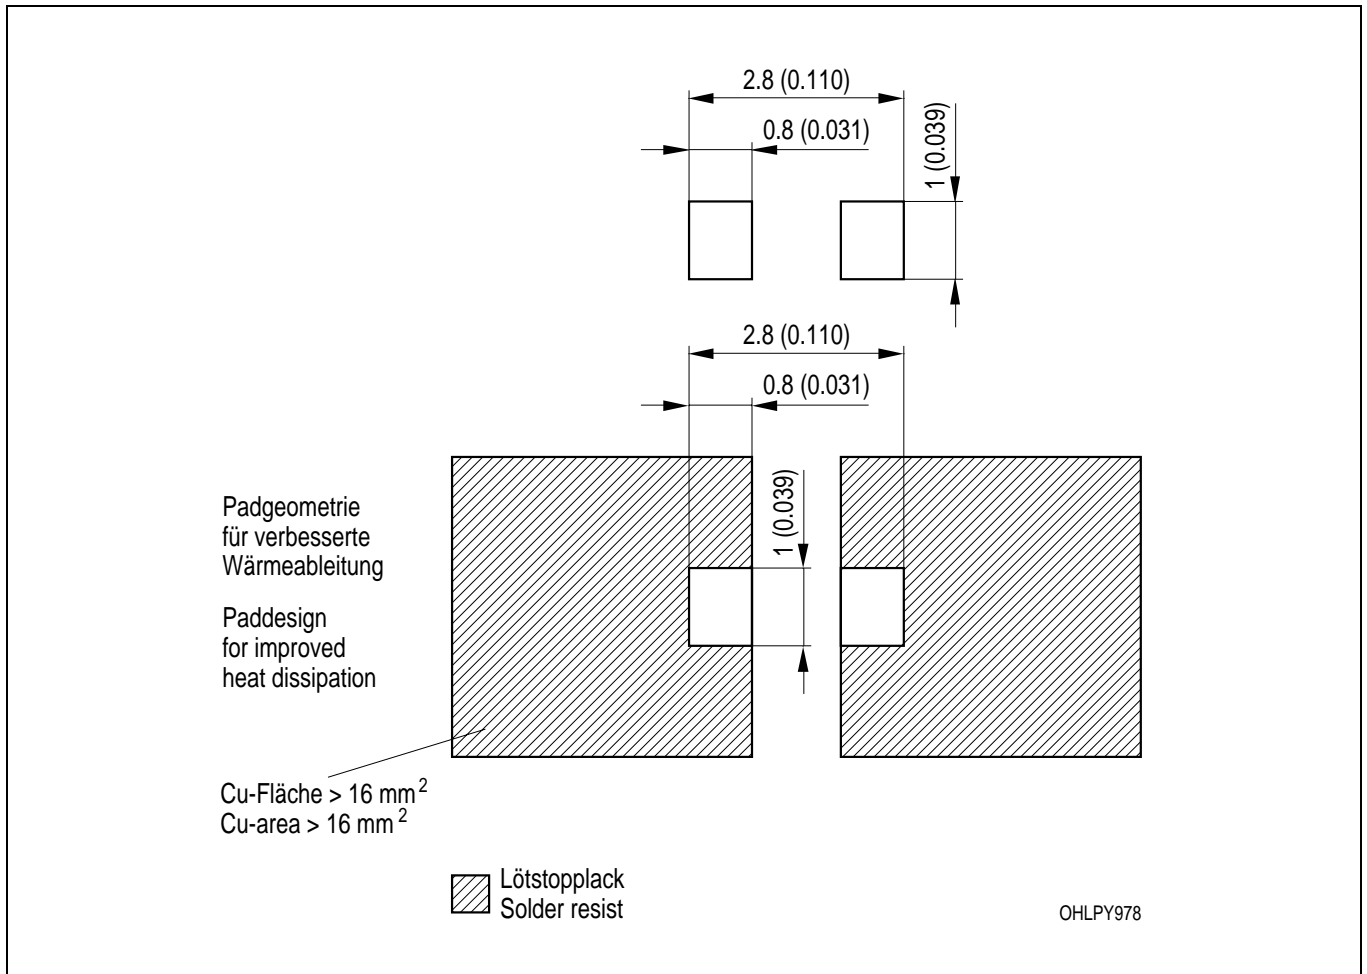 2.8 (0.110)
0.8 (0.031)
1 (0.039)
2.8 (0.110)
0.8 (0.031)
1 (0.039)
Padgeometrie
für verbesserte
Wärmeableitung
Paddesign
for improved
heat dissipation
Cu-Fläche > 16 mm²
Cu-area > 16 mm²
Lötstopplack
Solder resist
OHLPY978